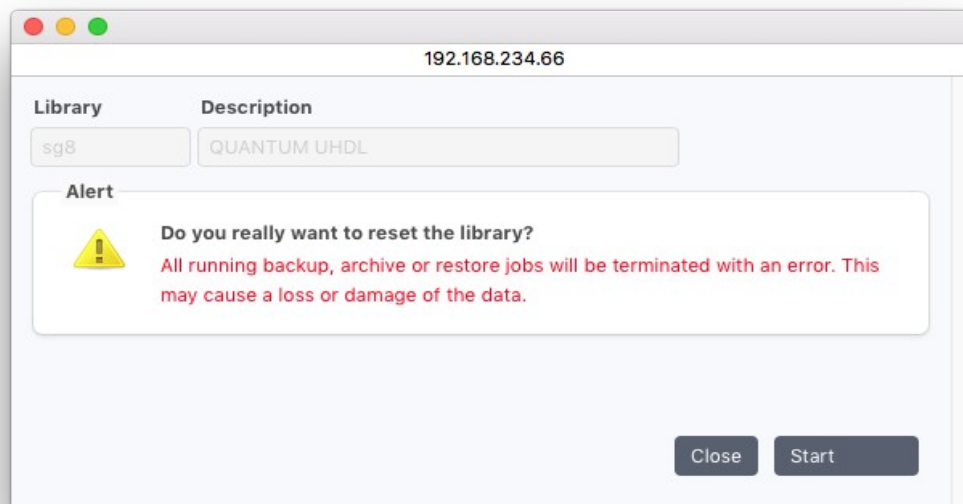 192.168.234.66
Library
Description
sg8
QUANTUM UHDL
Alert
Do you really want to reset the library?
All running backup, archive or restore jobs will be terminated with an error. This
may cause a loss or damage of the data.
Close
Start